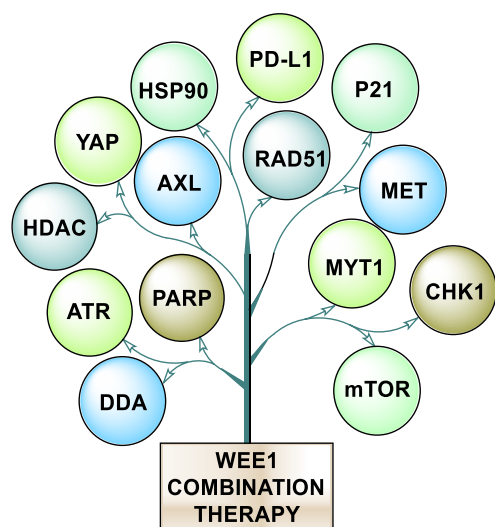 PD-L1
HSP90
P21
YAP
RAD51
AXL
MET
HDAC
MYT1
PARP
CHK1
ATR
mTOR
DDA
WEE1
COMBINATION
THERAPY